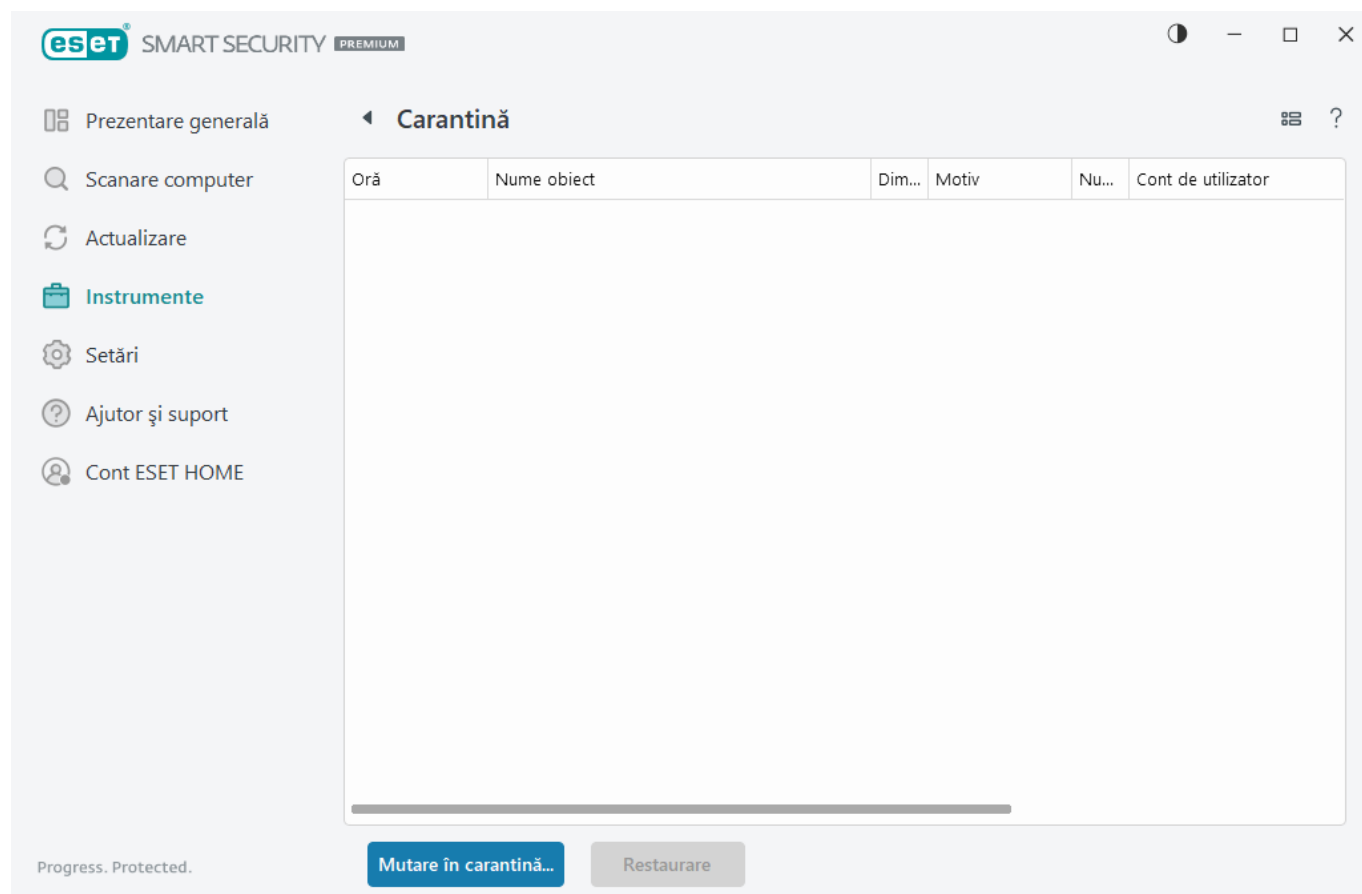 eset® SMART SECURITY PREMIUM
Prezentare generală
Scanare computer
Actualizare
Instrumente
Setări
Ajutor şi suport
Cont ESET HOME
Carantină
?
Oră Nume obiect Dim... Motiv Nu... Cont de utilizator
Mutare în carantină... Restaurare
Progress. Protected.